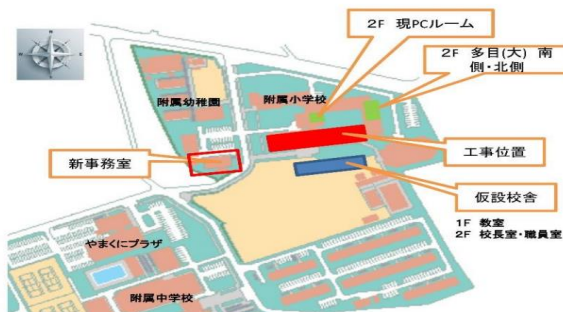 2F 現PCルーム
2F 多目(大) 南
側・北側
附属幼稚園
附属小学校
新事務室
工事位置
仮設校舎
1F 教室
2F 校長室・職員室
やまくにプラザ
附属中学校